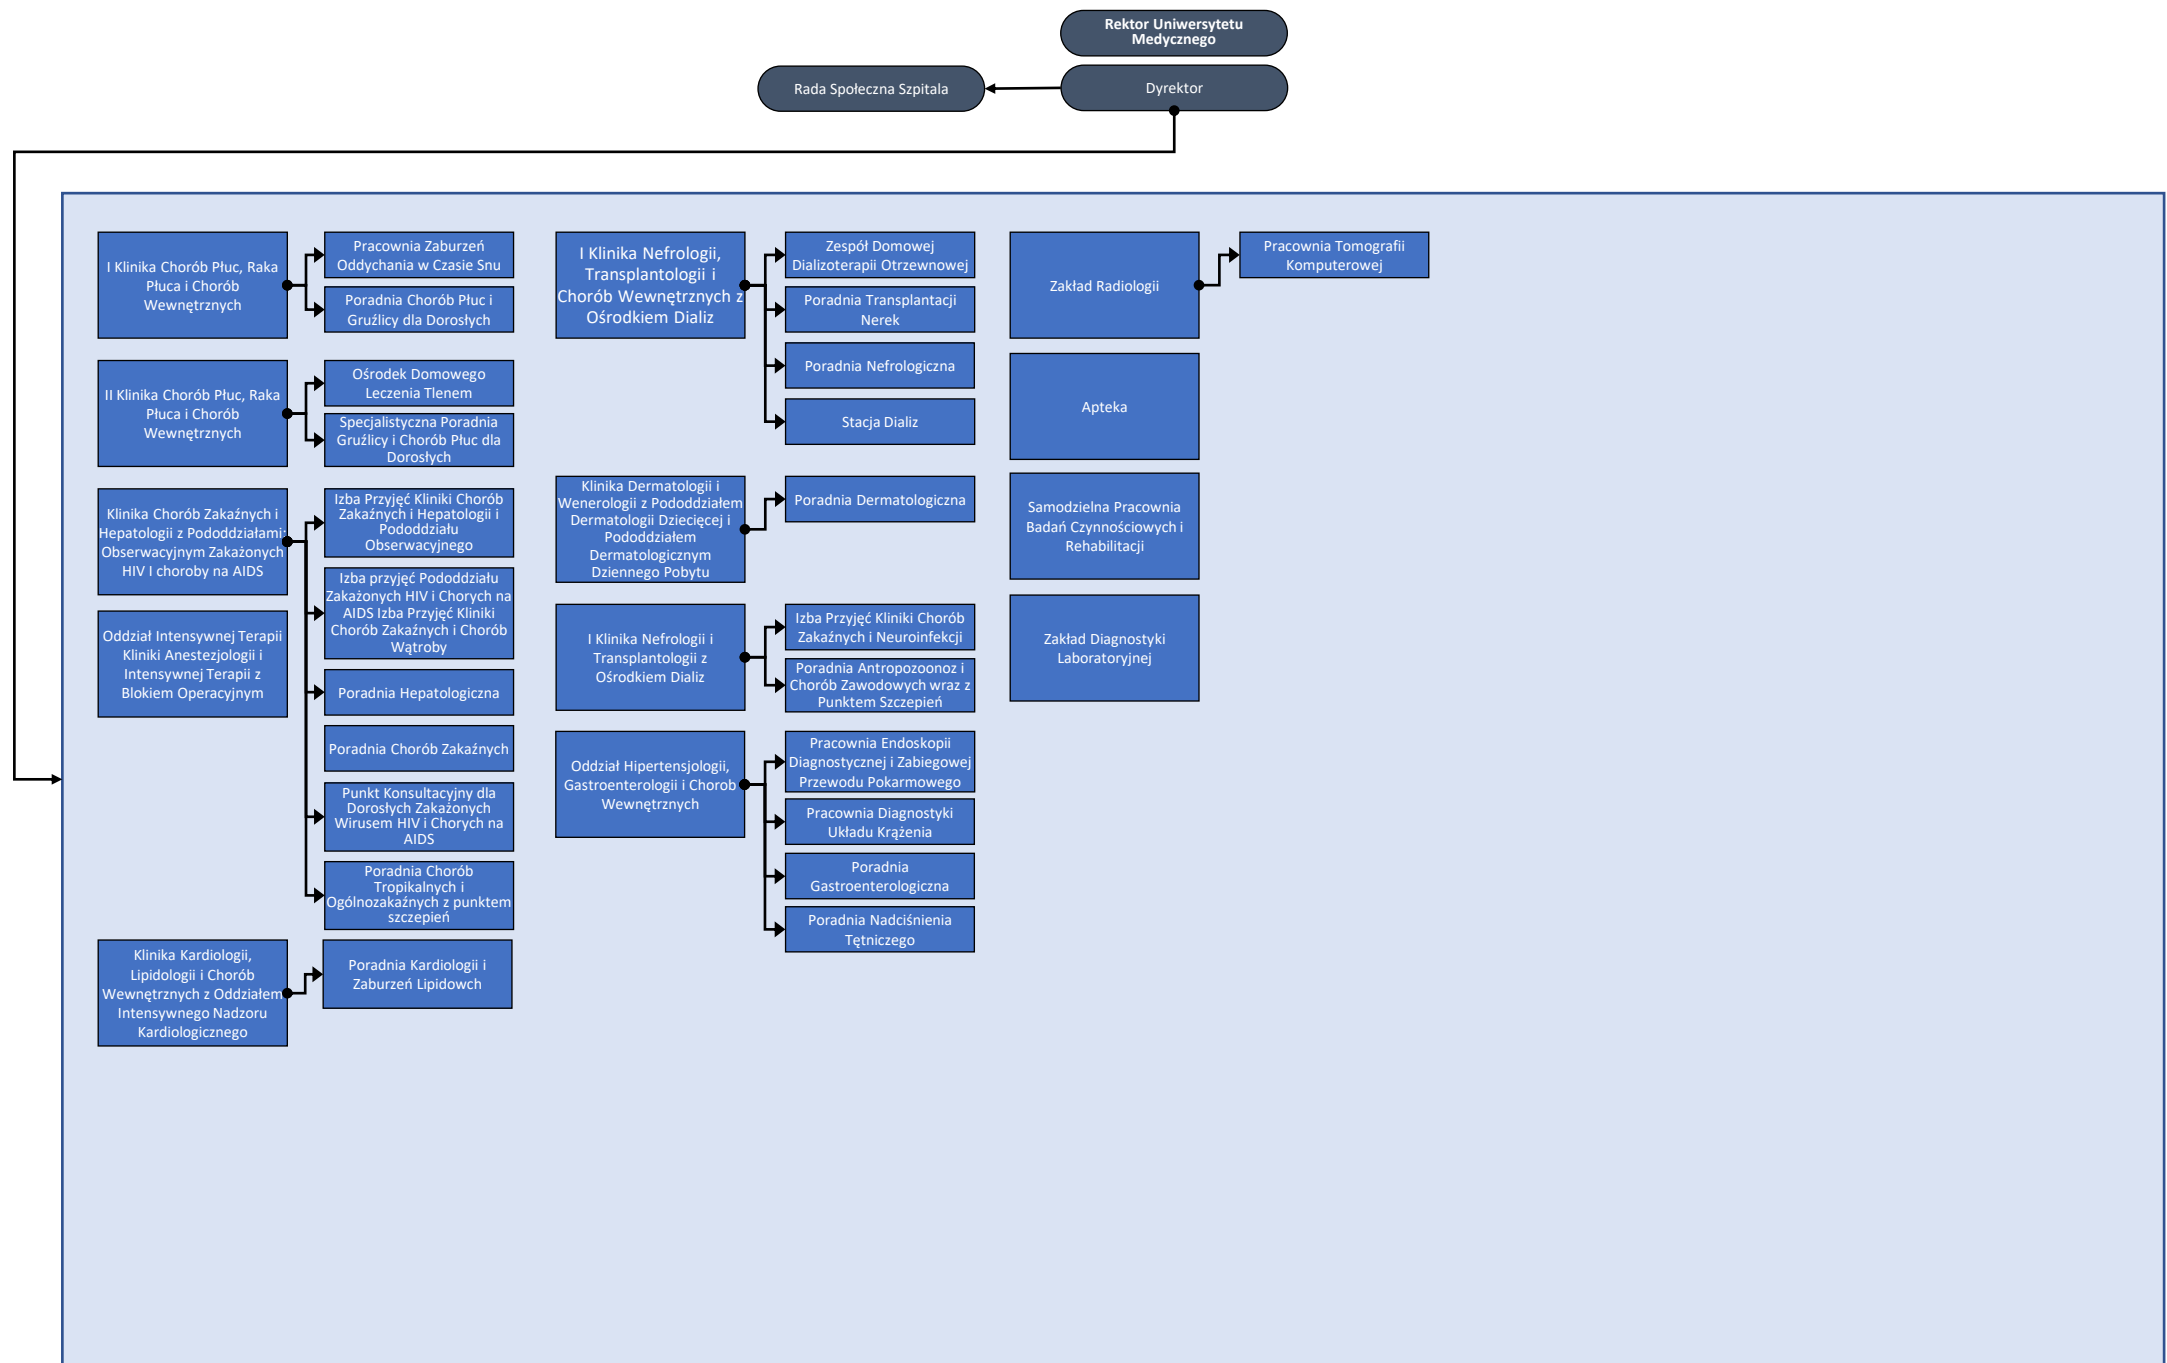 Rektor Uniwersytetu
Medycznego
Rada Społeczna Szpitala
Dyrektor
I Klinika Chorób Płuc, Raka
Płuca i Chorób
Wewnętrznych
Pracownia Zaburzeń
Oddychania w Czasie Snu
Poradnia Chorób Płuc i
Gruźlicy dla Dorosłych
II Klinika Chorób Płuc, Raka
Płuca i Chorób
Wewnętrznych
Ośrodek Domowego
Leczenia Tlenem
Specjalistyczna Poradnia
Gruźlicy i Chorób Płuc dla
Dorosłych
Klinika Chorób Zakaźnych i
Hepatologii z Pododdziałami:
Obserwacyjnym Zakażonych
HIV I choroby na AIDS
Izba Przyjęć Kliniki Chorób
Zakaźnych i Hepatologii i
Pododdziału
Obserwacyjnego
Izba przyjęć Pododdziału
Zakażonych HIV i Chorych na
AIDS Izba Przyjęć Kliniki
Chorób Zakaźnych i Chorób
Wątroby
Poradnia Hepatologiczna
Poradnia Chorób Zakaźnych
Punkt Konsultacyjny dla
Dorosłych Zakażonych
Wirusem HIV i Chorych na
AIDS
Poradnia Chorób
Tropikalnych i
Ogólnozakaźnych z punktem
szczepień
Oddział Intensywnej Terapii
Kliniki Anestezjologii i
Intensywnej Terapii z
Blokiem Operacyjnym
Klinika Kardiologii,
Lipidologii i Chorób
Wewnętrznych z Oddziałem
Intensywnego Nadzoru
Kardiologicznego
Poradnia Kardiologii i
Zaburzeń Lipidowch
I Klinika Nefrologii,
Transplantologii i
Chorób Wewnętrznych z
Ośrodkiem Dializ
Zespół Domowej
Dializoterapii Otrzewnowej
Poradnia Transplantacji
Nerek
Poradnia Nefrologiczna
Stacja Dializ
Klinika Dermatologii i
Wenerologii z Pododdziałem
Dermatologii Dziecięcej i
Pododdziałem
Dermatologicznym
Dziennego Pobytu
Poradnia Dermatologiczna
I Klinika Nefrologii i
Transplantologii z
Ośrodkiem Dializ
Izba Przyjęć Kliniki Chorób
Zakaźnych i Neuroinfekcji
Poradnia Antropozoonoz i
Chorób Zawodowych wraz z
Punktem Szczepień
Oddział Hipertensjologii,
Gastroenterologii i Chorob
Wewnętrznych
Pracownia Endoskopii
Diagnostycznej i Zabiegowej
Przewodu Pokarmowego
Pracownia Diagnostyki
Układu Krążenia
Poradnia
Gastroenterologiczna
Poradnia Nadciśnienia
Tętniczego
Zakład Radiologii
Pracownia Tomografii
Komputerowej
Apteka
Samodzielna Pracownia
Badań Czynnościowych i
Rehabilitacji
Zakład Diagnostyki
Laboratoryjnej